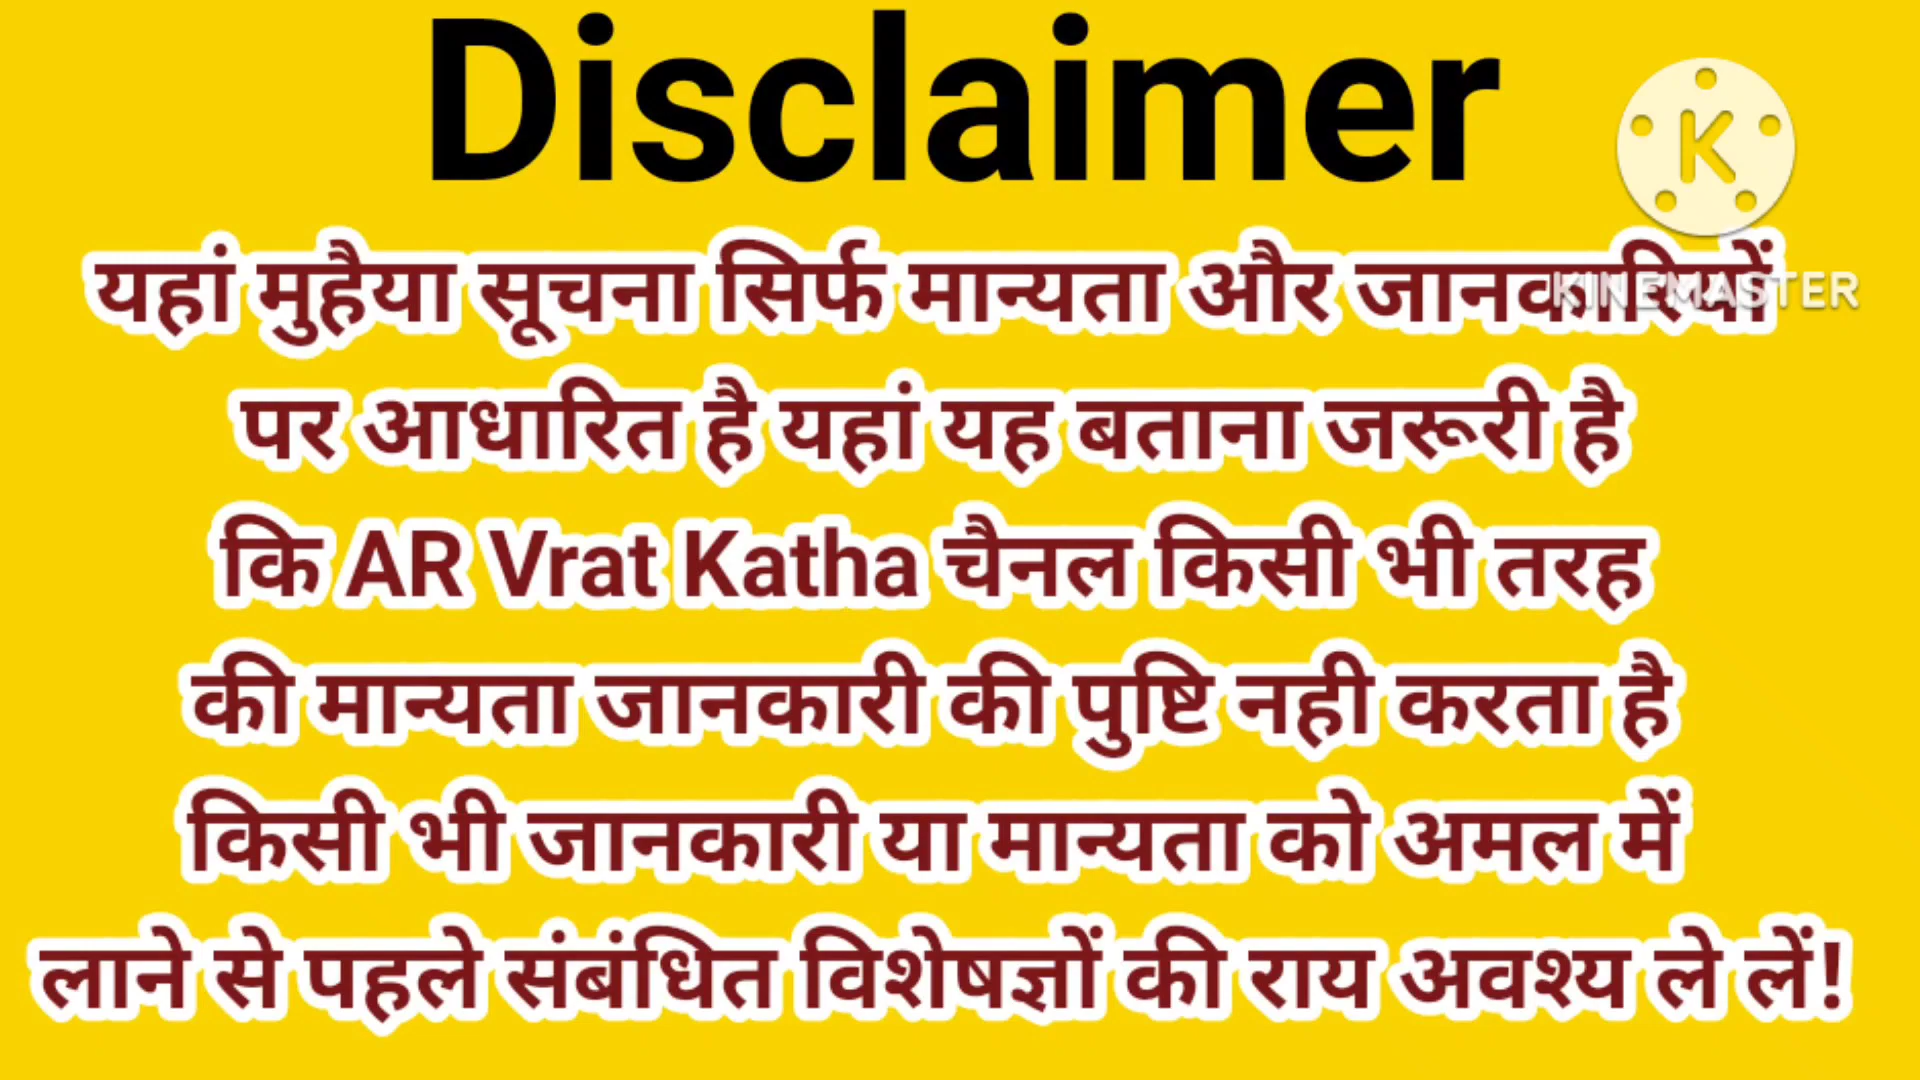 Disclaimer
K
KINEMASTER
यहां मुहैया सूचना सिर्फ मान्यता और जानकारियों
पर आधारित है यहां यह बताना जरूरी है
कि AR Vrat Katha चैनल किसी भी तरह
की मान्यता जानकारी की पुष्टि नही करता है
किसी भी जानकारी या मान्यता को अमल में
लाने से पहले संबंधित विशेषज्ञों की राय अवश्य ले लें!